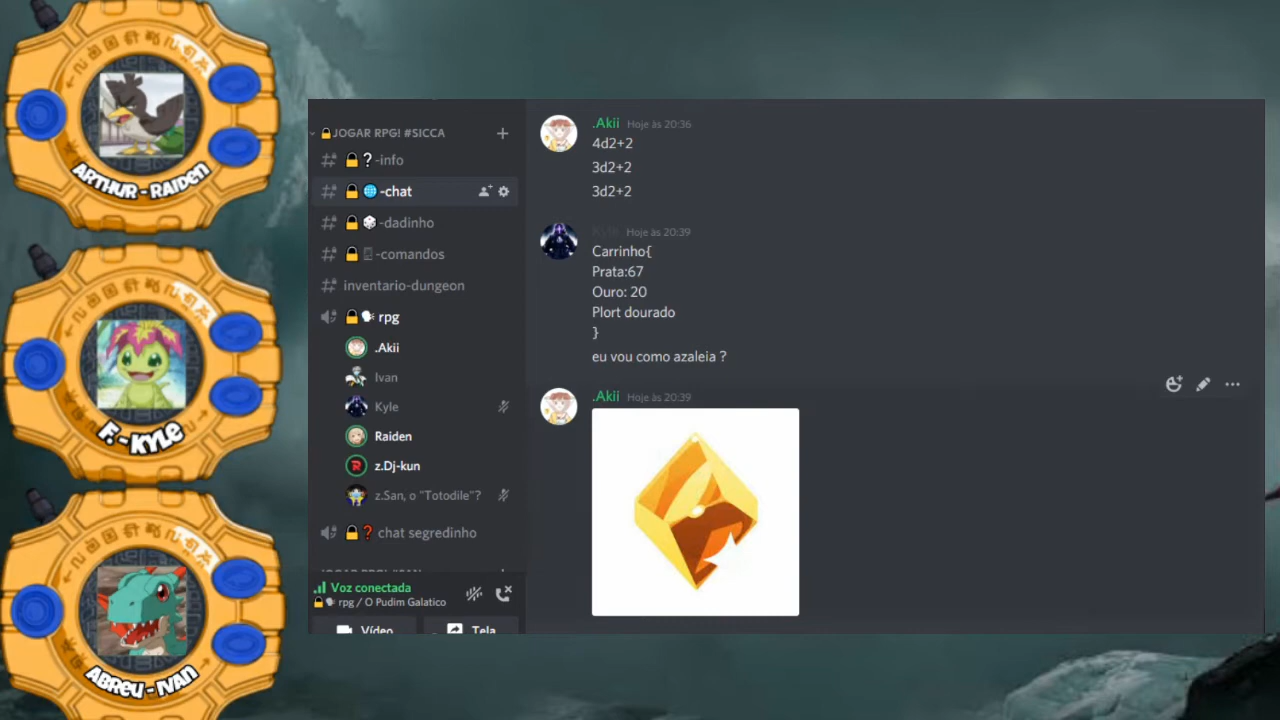 ARTHUR - RAIDEN
F. - KYLE
ABREU - IVAN
JOGAR RPG! #SICCA
?-info
-chat
-dadinho
-comandos
inventario-dungeon
rpg
.Akii
Ivan
Kyle
Raiden
z.Dj-kun
z.San, o "Totodile"?
chat segredinho
Voz conectada
rpg / O Pudim Galatico
Vídeo
Tela
.Akii Hoje às 20:36
4d2+2
3d2+2
3d2+2
Kyle Hoje às 20:39
Carrinho{
Prata:67
Ouro: 20
Plort dourado
}
eu vou como azaleia ?
.Akii Hoje às 20:39